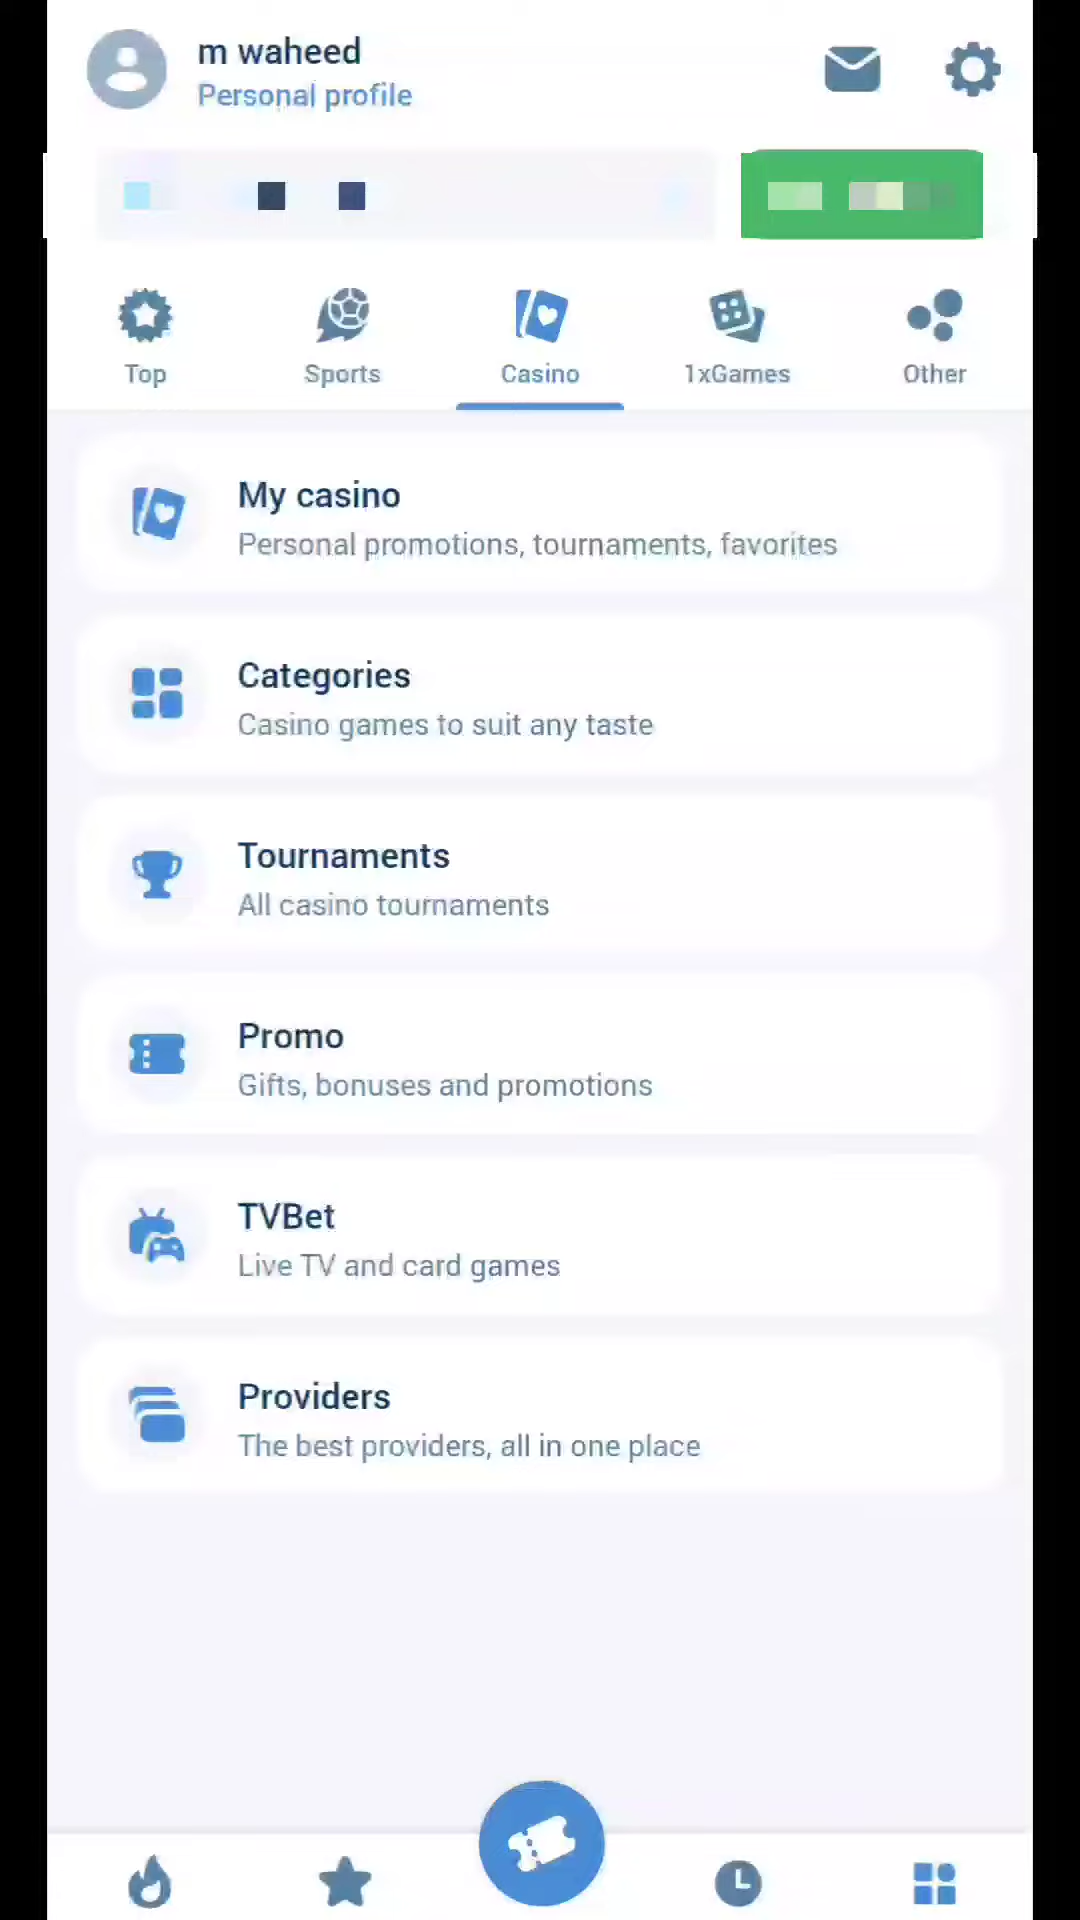 m waheed
Personal profile
Top
Sports
Casino
1xGames
Other
My casino
Personal promotions, tournaments, favorites
Categories
Casino games to suit any taste
Tournaments
All casino tournaments
Promo
Gifts, bonuses and promotions
TVBet
Live TV and card games
Providers
The best providers, all in one place